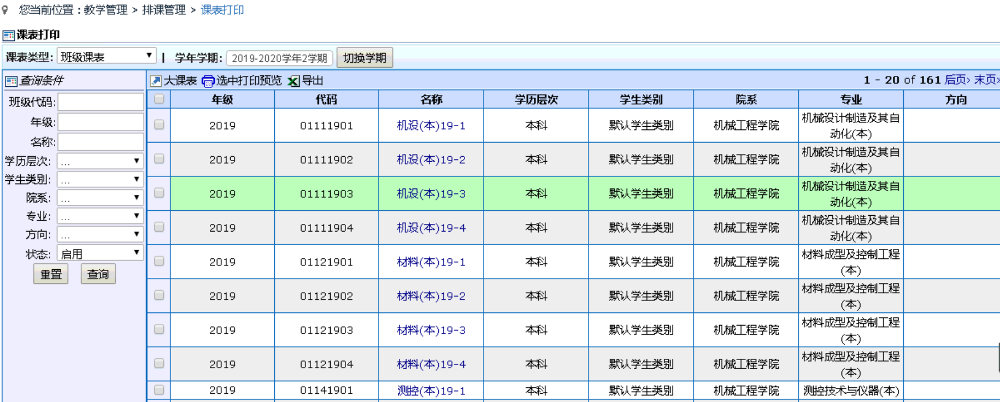 您当前位置：教学管理 > 排课管理 > 课表打印
课表打印
课表类型: 班级课表 | 学年学期: 2019-2020学年2学期 切换学期
查询条件
班级代码:
年级:
名称:
学历层次: ...
学生类别: ...
院系: ...
专业: ...
方向: ...
状态: 启用
重置 查询
大课表 选中打印预览 导出 1 - 20 of 161 后页› 末页»
年级 代码 名称 学历层次 学生类别 院系 专业 方向
2019 01111901 机设(本)19-1 本科 默认学生类别 机械工程学院 机械设计制造及其自
动化(本)
2019 01111902 机设(本)19-2 本科 默认学生类别 机械工程学院 机械设计制造及其自
动化(本)
2019 01111903 机设(本)19-3 本科 默认学生类别 机械工程学院 机械设计制造及其自
动化(本)
2019 01111904 机设(本)19-4 本科 默认学生类别 机械工程学院 机械设计制造及其自
动化(本)
2019 01121901 材料(本)19-1 本科 默认学生类别 机械工程学院 材料成型及控制工程
(本)
2019 01121902 材料(本)19-2 本科 默认学生类别 机械工程学院 材料成型及控制工程
(本)
2019 01121903 材料(本)19-3 本科 默认学生类别 机械工程学院 材料成型及控制工程
(本)
2019 01121904 材料(本)19-4 本科 默认学生类别 机械工程学院 材料成型及控制工程
(本)
2019 01141901 测控(本)19-1 本科 默认学生类别 机械工程学院 测控技术与仪器(本)